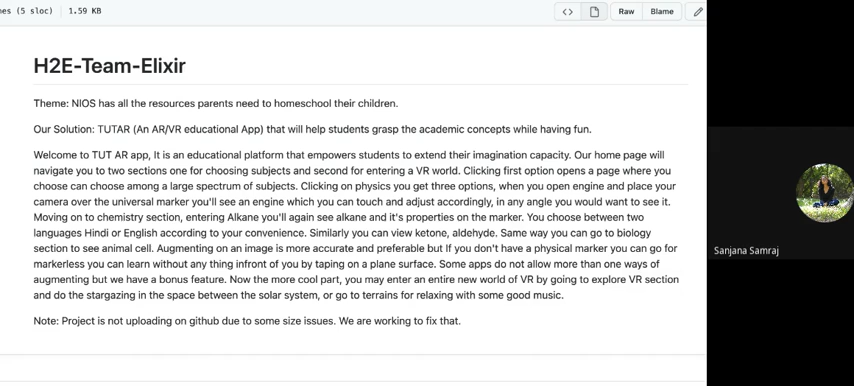 nes (5 sloc) 1.59 KB
Raw Blame
H2E-Team-Elixir
Theme: NIOS has all the resources parents need to homeschool their children.
Our Solution: TUTAR (An AR/VR educational App) that will help students grasp the academic concepts while having fun.
Welcome to TUT AR app, It is an educational platform that empowers students to extend their imagination capacity. Our home page will
navigate you to two sections one for choosing subjects and second for entering a VR world. Clicking first option opens a page where you
choose can choose among a large spectrum of subjects. Clicking on physics you get three options, when you open engine and place your
camera over the universal marker you'll see an engine which you can touch and adjust accordingly, in any angle you would want to see it.
Moving on to chemistry section, entering Alkane you'll again see alkane and it's properties on the marker. You choose between two
languages Hindi or English according to your convenience. Similarly you can view ketone, aldehyde. Same way you can go to biology
section to see animal cell. Augmenting on an image is more accurate and preferable but If you don't have a physical marker you can go for
markerless you can learn without any thing infront of you by taping on a plane surface. Some apps do not allow more than one ways of
augmenting but we have a bonus feature. Now the more cool part, you may enter an entire new world of VR by going to explore VR section
and do the stargazing in the space between the solar system, or go to terrains for relaxing with some good music.
Note: Project is not uploading on github due to some size issues. We are working to fix that.
Sanjana Samraj